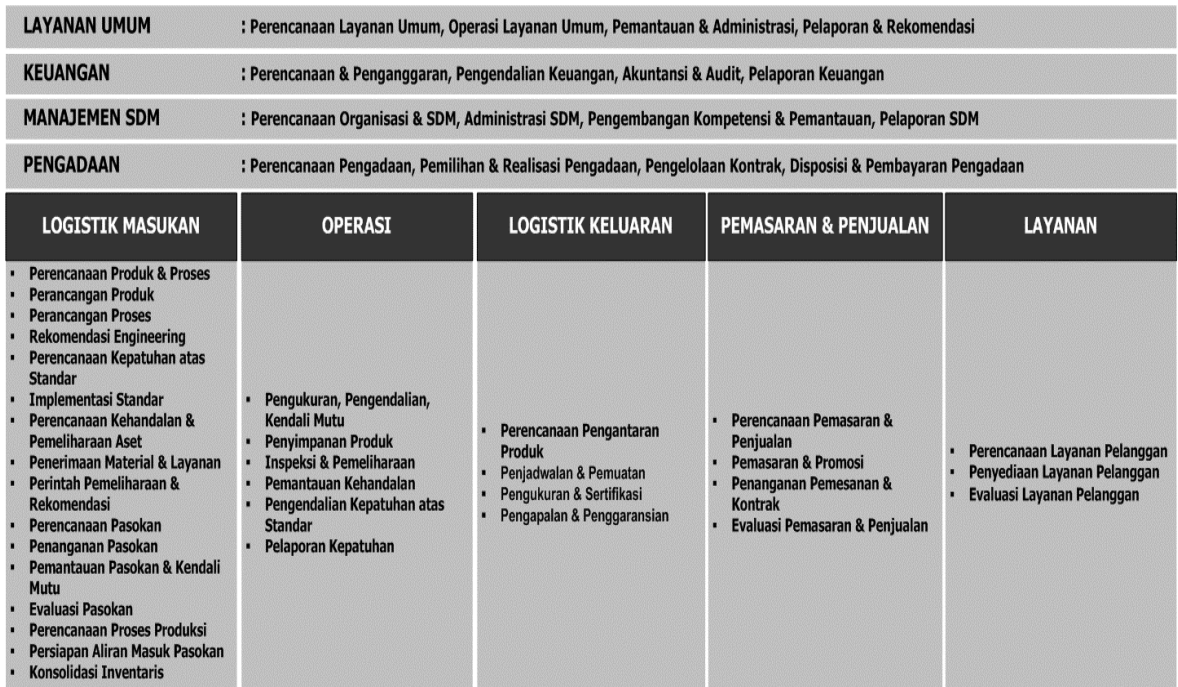 LAYANAN UMUM : Perencanaan Layanan Umum, Operasi Layanan Umum, Pemantauan & Administrasi, Pelaporan & Rekomendasi
KEUANGAN : Perencanaan & Penganggaran, Pengendalian Keuangan, Akuntansi & Audit, Pelaporan Keuangan
MANAJEMEN SDM : Perencanaan Organisasi & SDM, Administrasi SDM, Pengembangan Kompetensi & Pemantauan, Pelaporan SDM
PENGADAAN : Perencanaan Pengadaan, Pemilihan & Realisasi Pengadaan, Pengelolaan Kontrak, Disposisi & Pembayaran Pengadaan
LOGISTIK MASUKAN
▪ Perencanaan Produk & Proses
▪ Perancangan Produk
▪ Perancangan Proses
▪ Rekomendasi Engineering
▪ Perencanaan Kepatuhan atas
Standar
▪ Implementasi Standar
▪ Perencanaan Kehandalan &
Pemeliharaan Aset
▪ Penerimaan Material & Layanan
▪ Perintah Pemeliharaan &
Rekomendasi
▪ Perencanaan Pasokan
▪ Penanganan Pasokan
▪ Pemantauan Pasokan & Kendali
Mutu
▪ Evaluasi Pasokan
▪ Perencanaan Proses Produksi
▪ Persiapan Aliran Masuk Pasokan
▪ Konsolidasi Inventaris
OPERASI
▪ Pengukuran, Pengendalian,
Kendali Mutu
▪ Penyimpanan Produk
▪ Inspeksi & Pemeliharaan
▪ Pemantauan Kehandalan
▪ Pengendalian Kepatuhan atas
Standar
▪ Pelaporan Kepatuhan
LOGISTIK KELUARAN
▪ Perencanaan Pengantaran
Produk
▪ Penjadwalan & Pemuatan
▪ Pengukuran & Sertifikasi
▪ Pengapalan & Penggaransian
PEMASARAN & PENJUALAN
▪ Perencanaan Pemasaran &
Penjualan
▪ Pemasaran & Promosi
▪ Penanganan Pemesanan &
Kontrak
▪ Evaluasi Pemasaran & Penjualan
LAYANAN
▪ Perencanaan Layanan Pelanggan
▪ Penyediaan Layanan Pelanggan
▪ Evaluasi Layanan Pelanggan